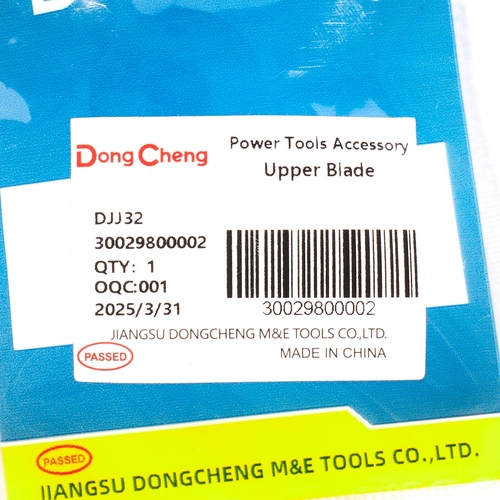 Dong Cheng
Power Tools Accessory
Upper Blade
DJJ32
30029800002
QTY: 1
OQC:001
2025/3/31
30029800002
JIANGSU DONGCHENG M&E TOOLS CO.,LTD.
PASSED
MADE IN CHINA
PASSED
JIANGSU DONGCHENG M&E TOOLS CO.,LTD.